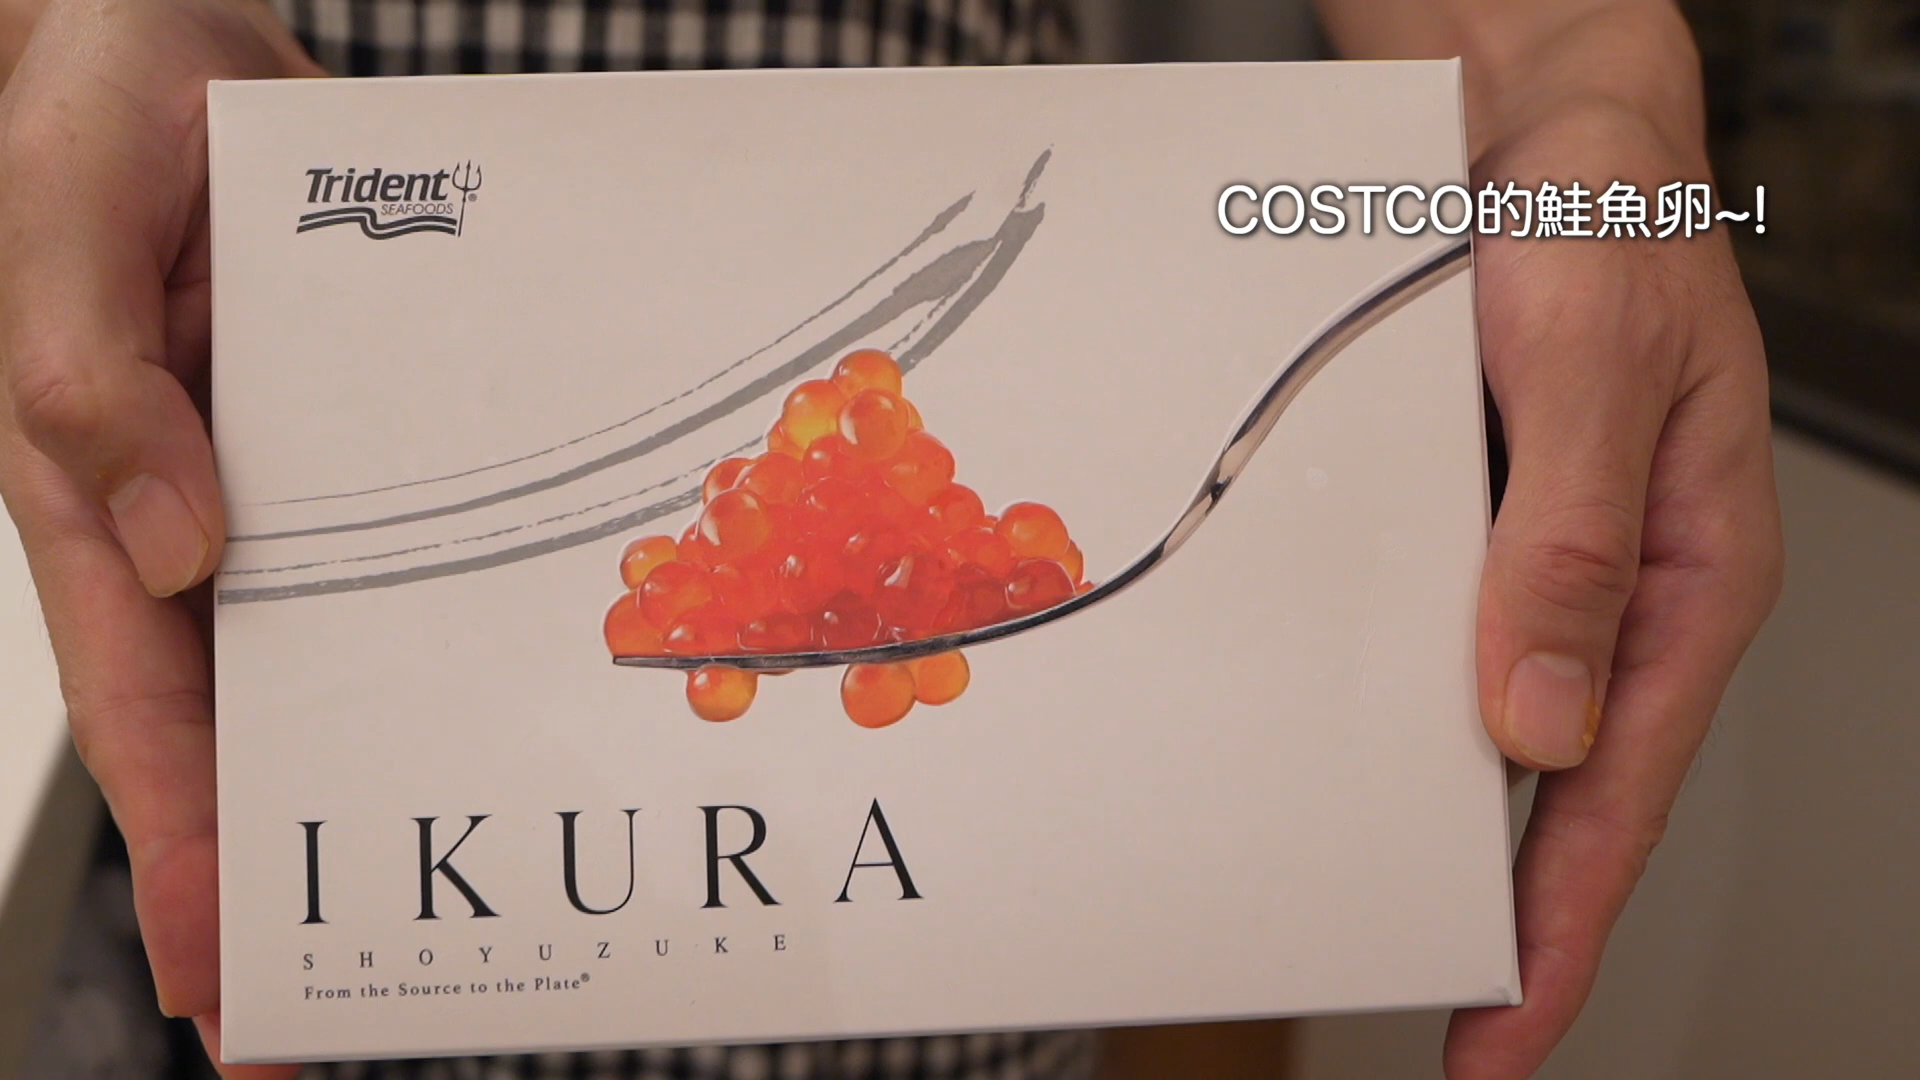 Trident®
SEAFOODS
COSTCO的鮭魚卵~!
IKURA
SHOYUZUKE
From the Source to the Plate®